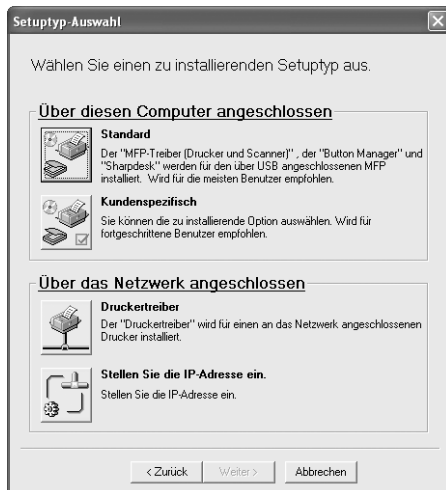 Setuptyp-Auswahl
Wählen Sie einen zu installierenden Setuptyp aus.
Über diesen Computer angeschlossen
Standard
Der "MFP-Treiber (Drucker und Scanner)" , der "Button Manager" und
"Sharpdesk" werden für den über USB angeschlossenen MFP
installiert. Wird für die meisten Benutzer empfohlen.
Kundenspezifisch
Sie können die zu installierende Option auswählen. Wird für
fortgeschrittene Benutzer empfohlen.
Über das Netzwerk angeschlossen
Druckertreiber
Der "Druckertreiber" wird für einen an das Netzwerk angeschlossenen
Drucker installiert.
Stellen Sie die IP-Adresse ein.
Stellen Sie die IP-Adresse ein.
< Zurück Weiter > Abbrechen